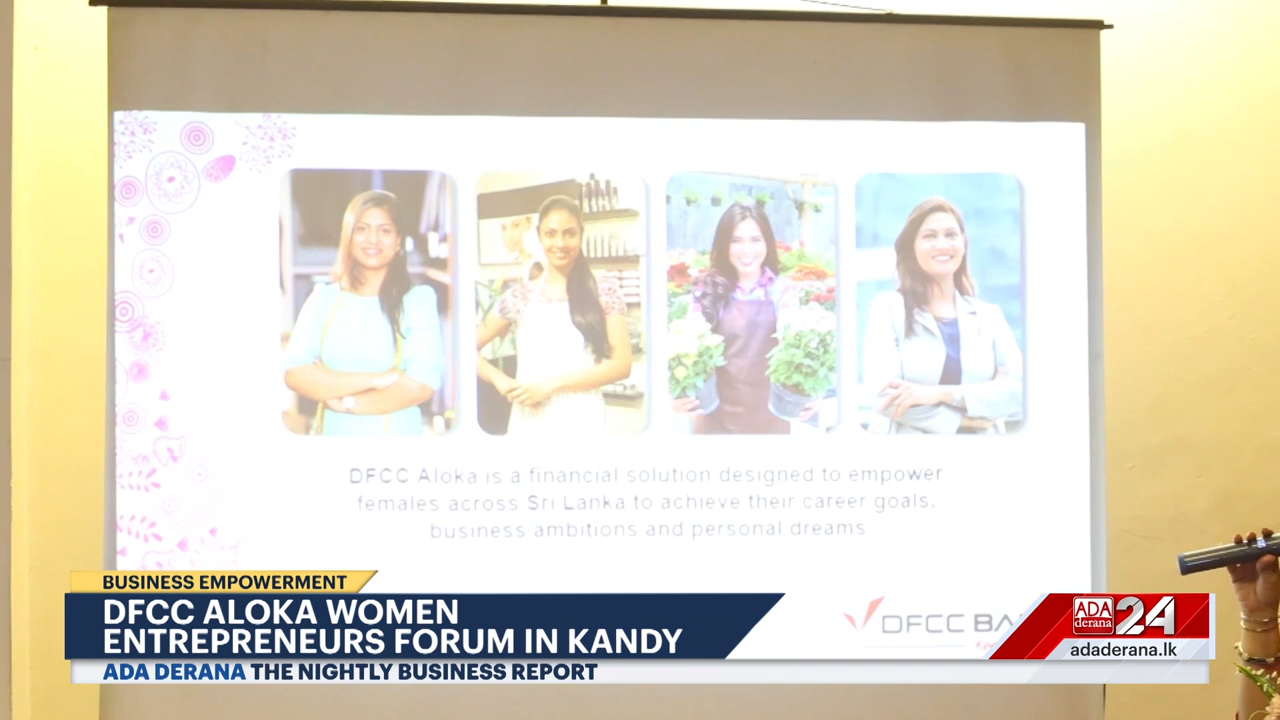 DFCC Aloka is a financial solution designed to empower
females across Sri Lanka to achieve their career goals,
business ambitions and personal dreams
DFCC
BUSINESS EMPOWERMENT
DFCC ALOKA WOMEN
ENTREPRENEURS FORUM IN KANDY
ADA DERANA THE NIGHTLY BUSINESS REPORT
ADA
derana
24
adaderana.lk